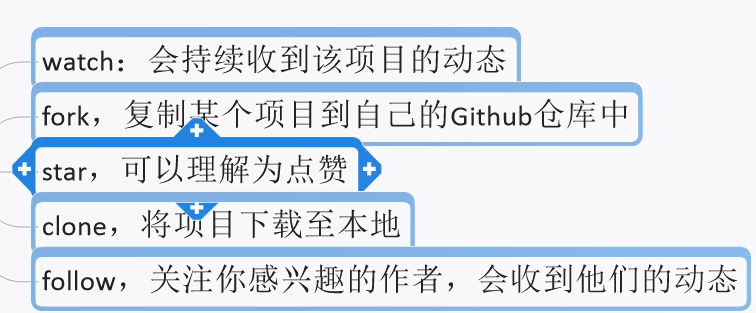 watch：会持续收到该项目的动态
fork，复制某个项目到自己的Github仓库中
star，可以理解为点赞
clone，将项目下载至本地
follow，关注你感兴趣的作者，会收到他们的动态